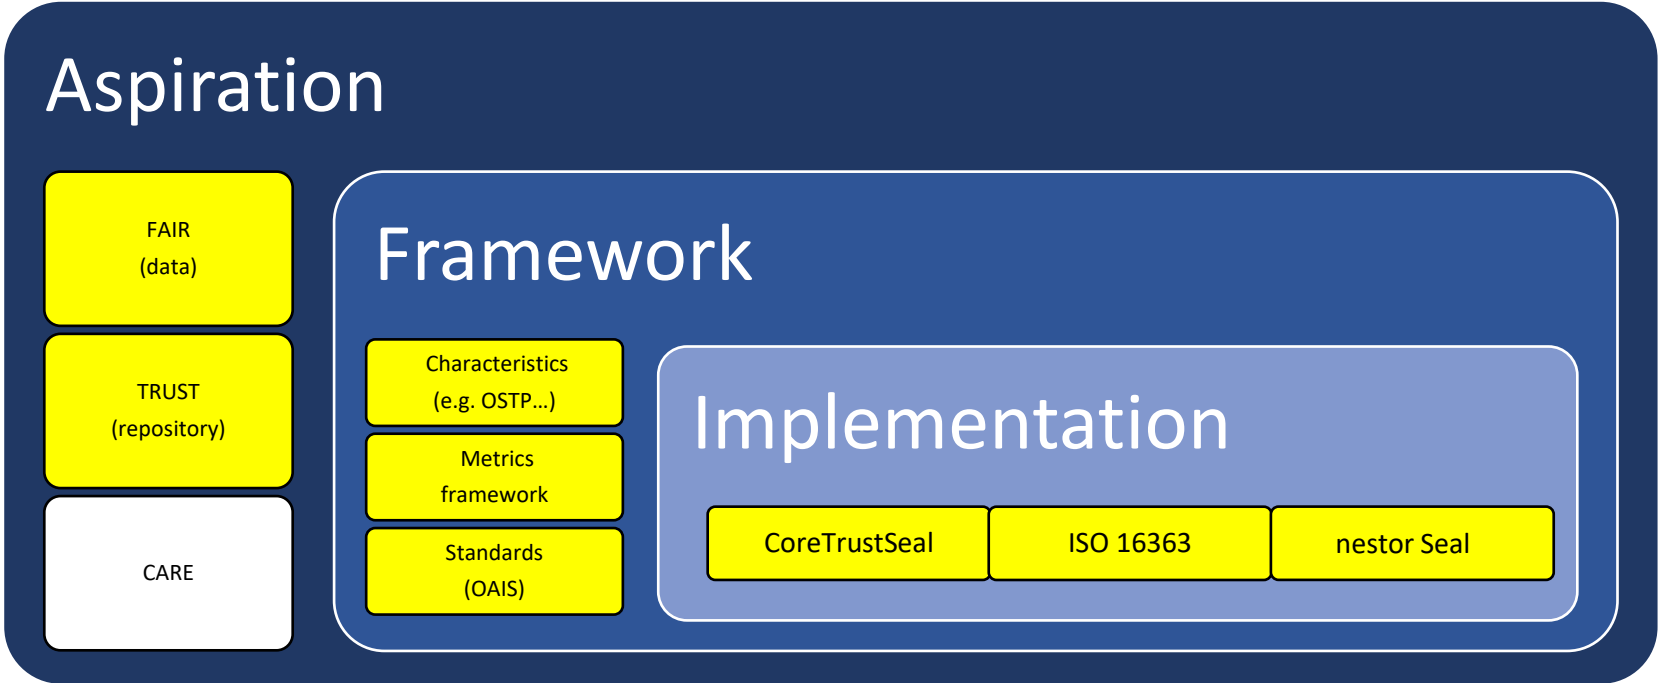 Aspiration
FAIR
(data)
TRUST
(repository)
CARE
Framework
Characteristics
(e.g. OSTP...)
Metrics
framework
Standards
(OAIS)
Implementation
CoreTrustSeal
ISO 16363
nestor Seal